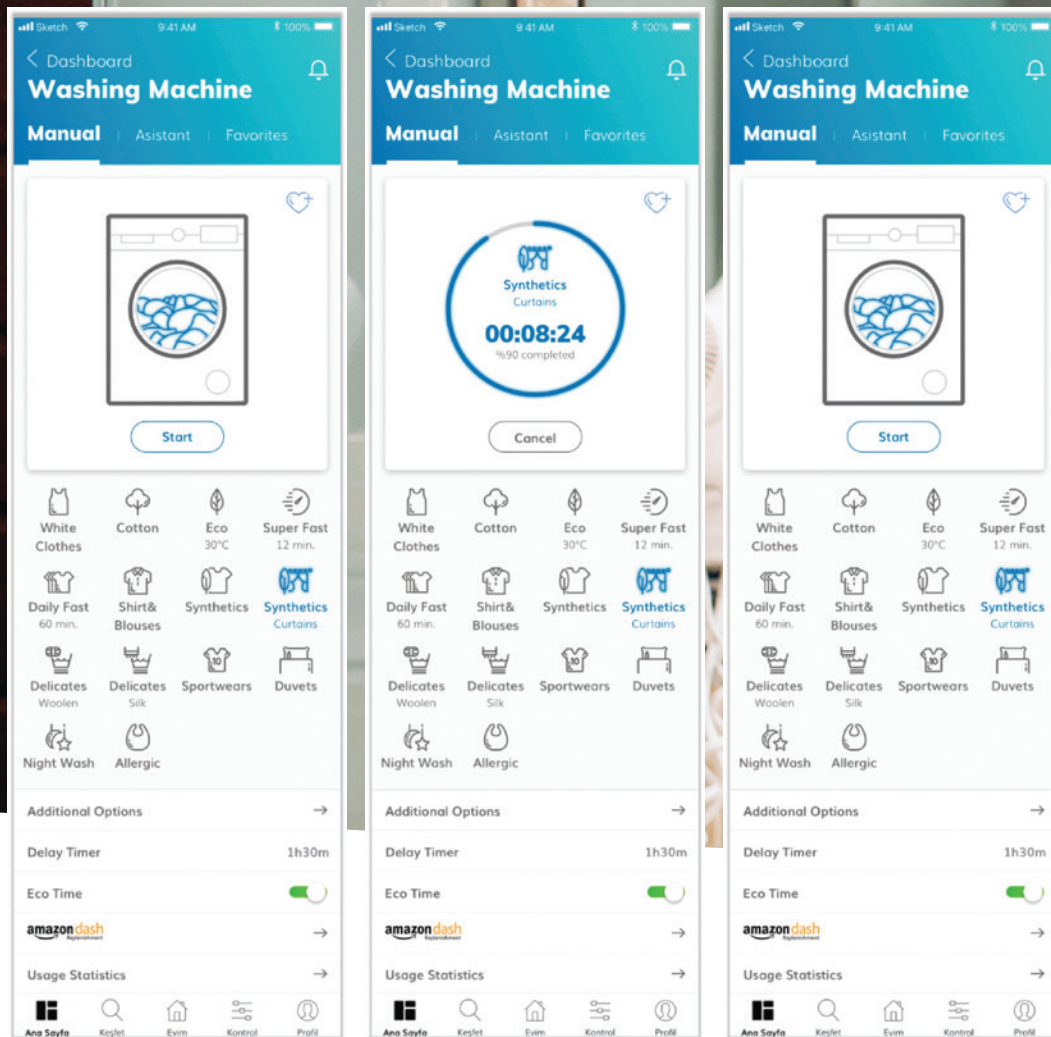 Sketch 9:41 AM 100%
Dashboard
Washing Machine
Manual Asistant Favorites
Start
White Clothes
Cotton
Eco
30°C
Super Fast
12 min.
Daily Fast
60 min.
Shirt&
Blouses
Synthetics
Synthetics
Curtains
Delicates
Woolen
Delicates
Silk
Sportwears
10
Duvets
Night Wash
Allergic
Additional Options
Delay Timer 1h30m
Eco Time
amazon dash
Replenishment
Usage Statistics
Ana Sayfa Keşfet Evim Kontrol Profil
Sketch 9:41 AM 100%
Dashboard
Washing Machine
Manual Asistant Favorites
Synthetics
Curtains
00:08:24
%90 completed
Cancel
White
Clothes
Cotton
Eco
30°C
Super Fast
12 min.
Daily Fast
60 min.
Shirt&
Blouses
Synthetics
Synthetics
Curtains
Delicates
Woolen
Delicates
Silk
Sportwears
10
Duvets
Night Wash
Allergic
Additional Options
Delay Timer 1h30m
Eco Time
amazon dash
Replenishment
Usage Statistics
Ana Sayfa Keşfet Evim Kontrol Profil
Sketch 9:41 AM 100%
Dashboard
Washing Machine
Manual Asistant Favorites
Start
White
Clothes
Cotton
Eco
30°C
Super Fast
12 min.
Daily Fast
60 min.
Shirt&
Blouses
Synthetics
Synthetics
Curtains
Delicates
Woolen
Delicates
Silk
Sportwears
10
Duvets
Night Wash
Allergic
Additional Options
Delay Timer 1h30m
Eco Time
amazon dash
Replenishment
Usage Statistics
Ana Sayfa Keşfet Evim Kontrol Profil